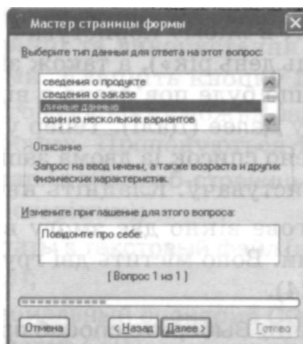 Мастер страницы формы
Выберите тип данных для ответа на этот вопрос:
сведения о продукте
сведения о заказе
личные данные
один из нескольких вариантов
Описание
Запрос на ввод имени, а также возраста и других
физических характеристик.
Измените приглашение для этого вопроса:
Повідомте про себе:
[ Вопрос 1 из 1 ]
Отмена
< Назад
Далее >
Готово